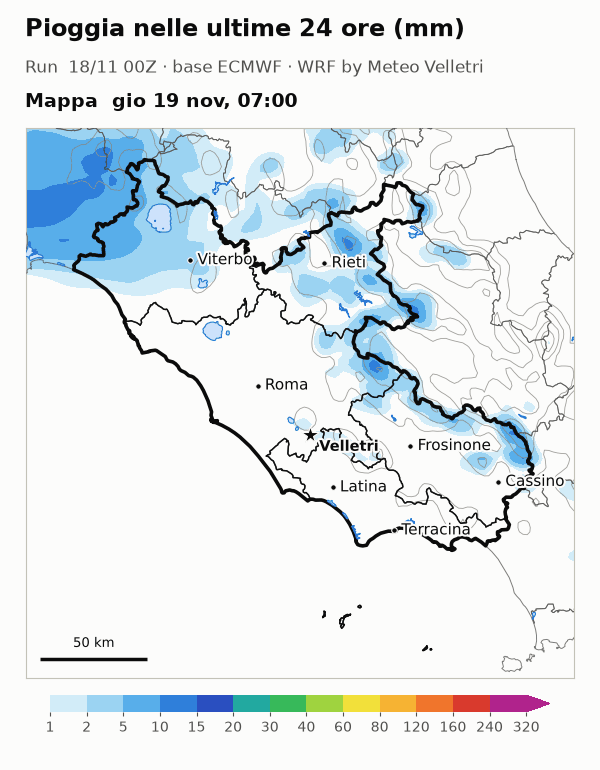 Pioggia nelle ultime 24 ore (mm)
Run 18/11 00Z · base ECMWF · WRF by Meteo Velletri
Mappa gio 19 nov, 07:00
Viterbo
Rieti
Roma
Velletri
Frosinone
Cassino
Latina
Terracina
50 km
1 2 5 10 15 20 30 40 60 80 120 160 240 320